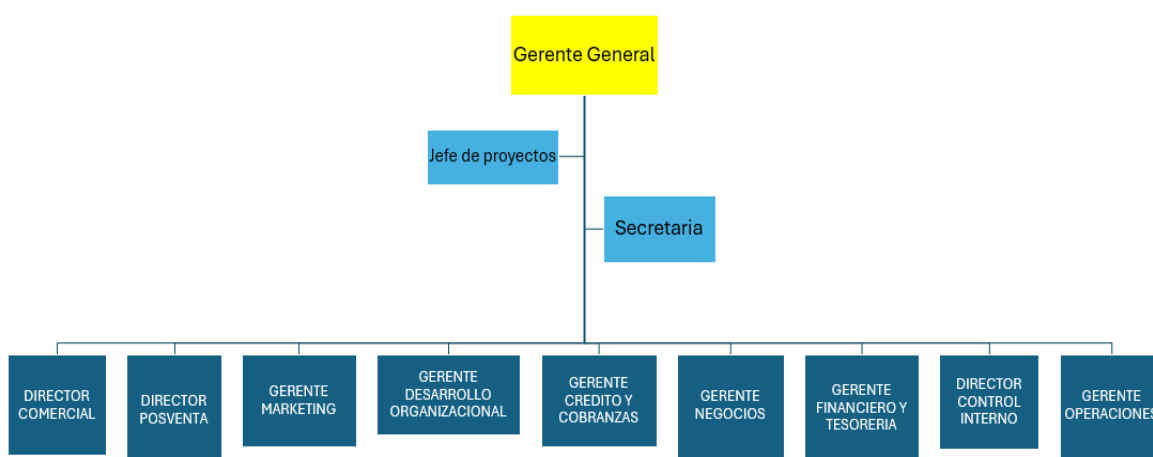 Gerente General
Jefe de proyectos
Secretaria
DIRECTOR
COMERCIAL
DIRECTOR
POSVENTA
GERENTE
MARKETING
GERENTE
DESARROLLO
ORGANIZACIONAL
GERENTE
CREDITO Y
COBRANZAS
GERENTE
NEGOCIOS
GERENTE
FINANCIERO Y
TESORERIA
DIRECTOR
CONTROL
INTERNO
GERENTE
OPERACIONES